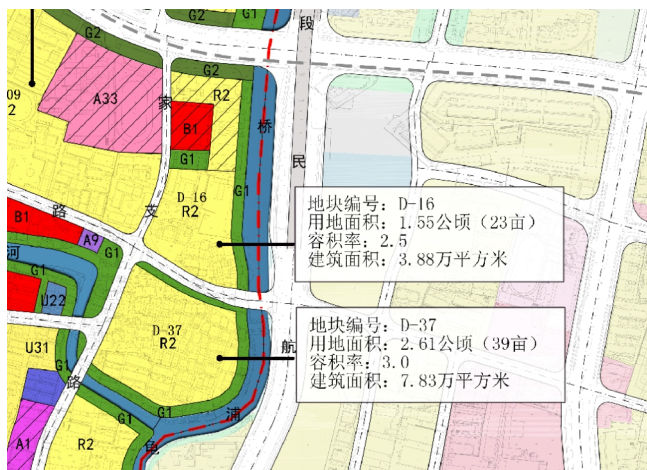 G2
G1
段
G2
09
2
A33
家
R2
B1
桥
G1
民
G1
D-16
R2
支
B1
路
A9
河
G1
G1
U22
地块编号：D-16
用地面积：1.55公顷（23亩）
容积率：2.5
建筑面积：3.88万平方米
D-37
R2
U31
G1
路
航
地块编号：D-37
用地面积：2.61公顷（39亩）
容积率：3.0
建筑面积：7.83万平方米
G1
G1
浦
A1
R2
龟